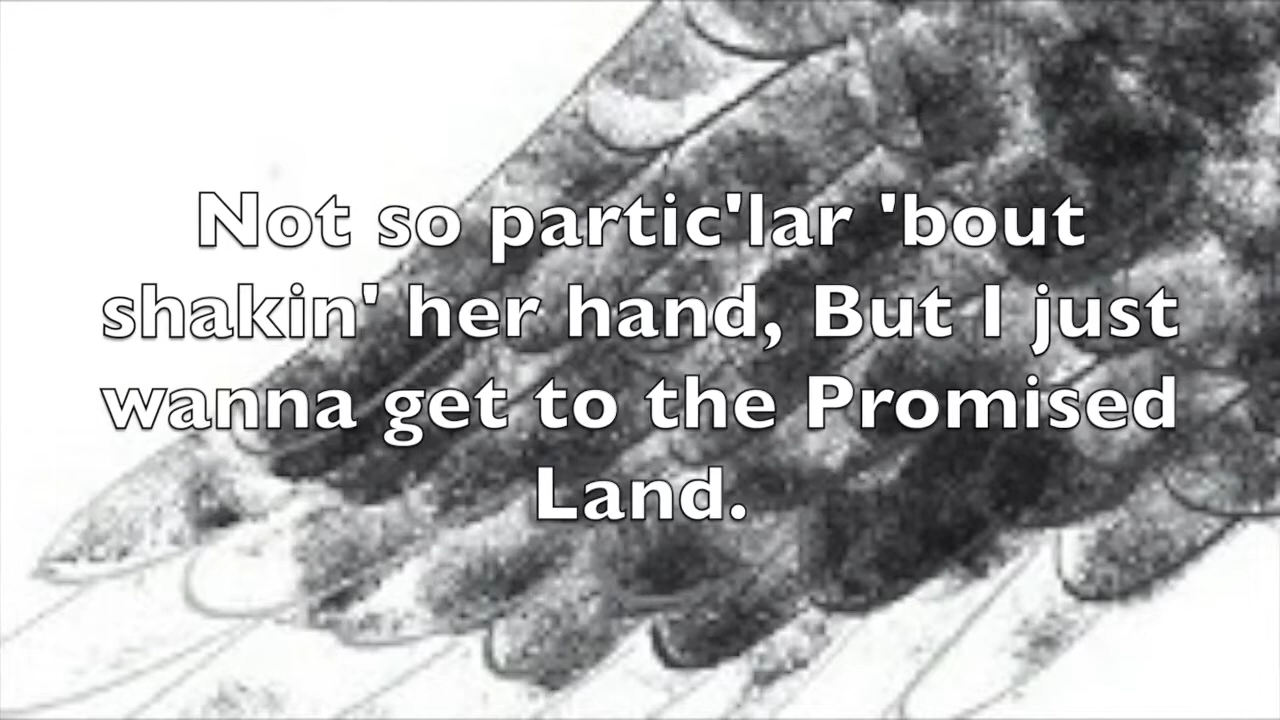 Not so partic'lar 'bout
shakin' her hand, But I just
wanna get to the Promised
Land.